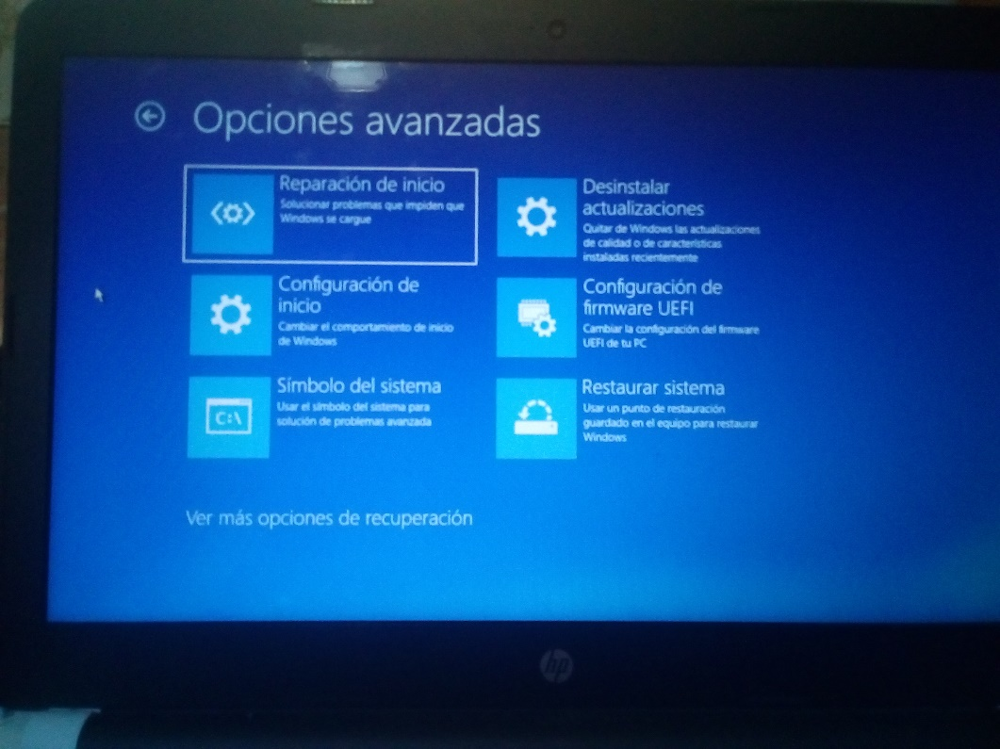 Opciones avanzadas
Reparación de inicio
Solucionar problemas que impiden que
Windows se cargue
Desinstalar
actualizaciones
Quitar de Windows las actualizaciones
de calidad o de características
instaladas recientemente
Configuración de
inicio
Cambiar el comportamiento de inicio
de Windows
Configuración de
firmware UEFI
Cambiar la configuración del firmware
UEFI de tu PC
C:\
Símbolo del sistema
Usar el símbolo del sistema para
solución de problemas avanzada
Restaurar sistema
Usar un punto de restauración
guardado en el equipo para restaurar
Windows
Ver más opciones de recuperación
hp